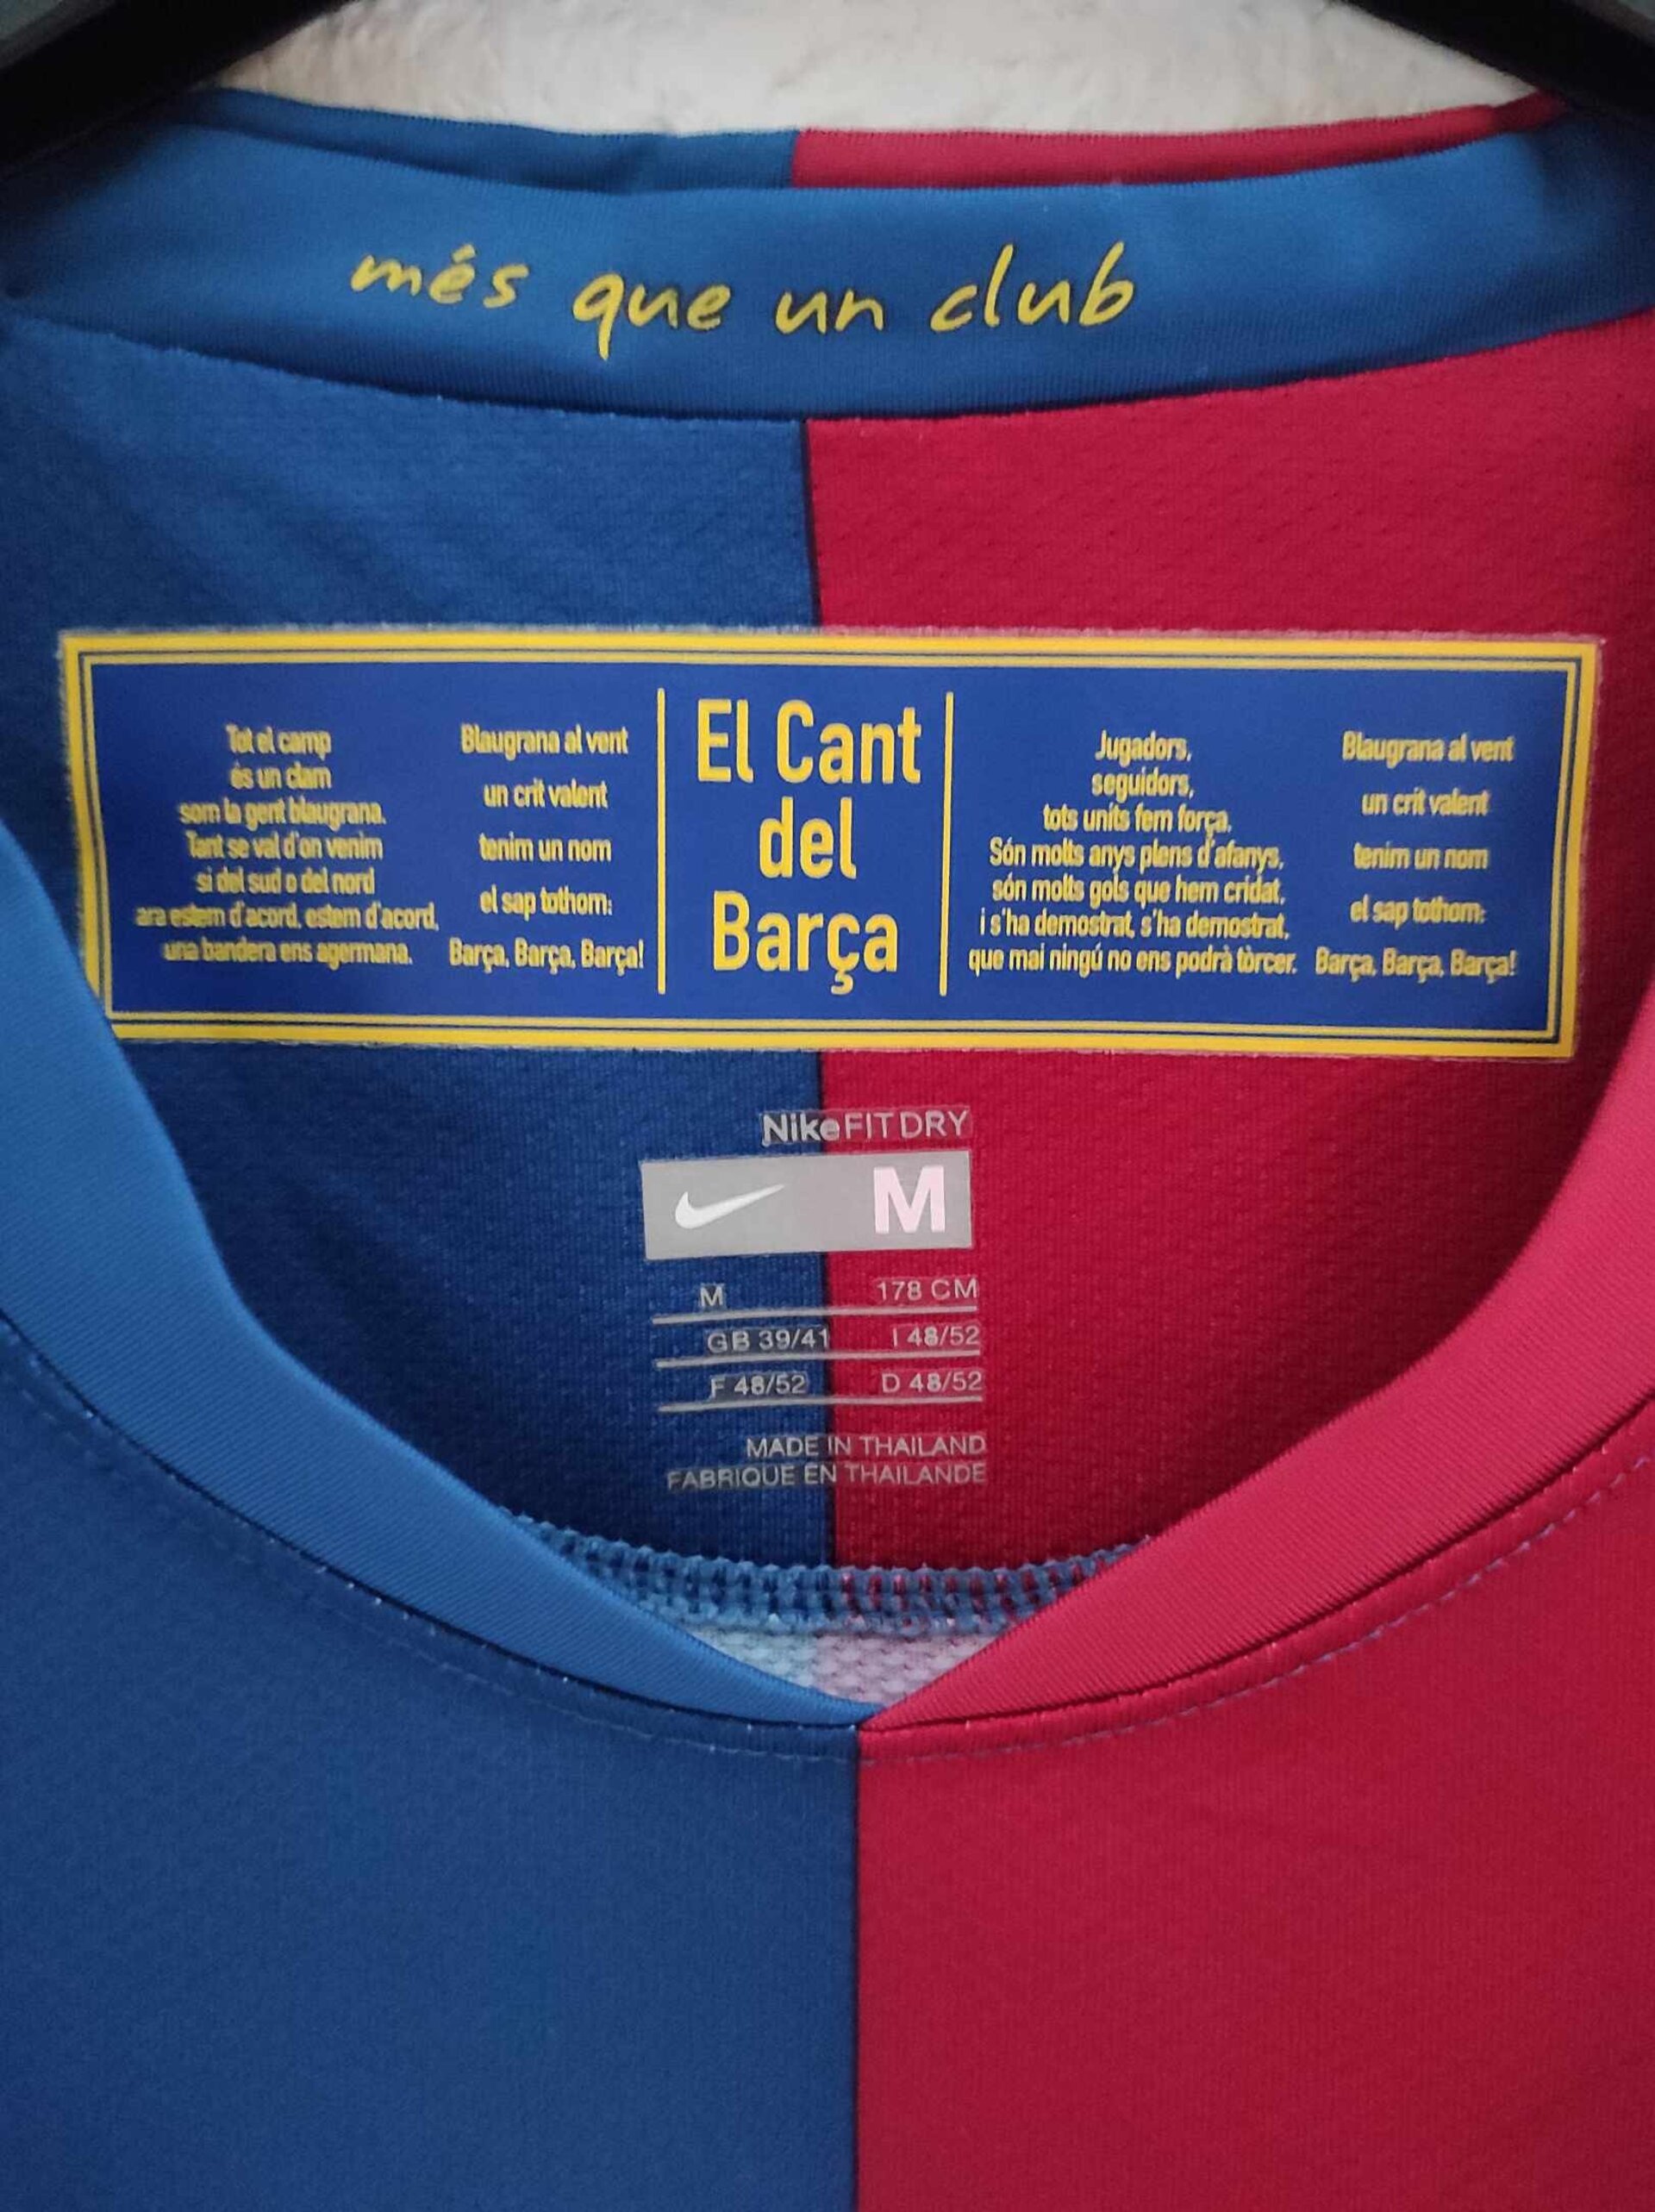 més que un club
Tot el camp
és un clam
som la gent blaugrana.
Tant se val d'on venim
si del sud o del nord
ara estem d'acord, estem d'acord,
una bandera ens agermana.
Blaugrana al vent
un crit valent
tenim un nom
el sap tothom:
Barça, Barça, Barça!
El Cant
del
Barça
Jugadors,
seguidors,
tots units fem força.
Són molts anys plens d'afanys,
són molts gols que hem cridat,
i s'ha demostrat, s'ha demostrat,
que mai ningú no ens podrà tòrcer.
Blaugrana al vent
un crit valent
tenim un nom
el sap tothom:
Barça, Barça, Barça!
NikeFIT DRY
M
M 178 CM
GB 39/41 I 48/52
F 48/52 D 48/52
MADE IN THAILAND
FABRIQUE EN THAILANDE